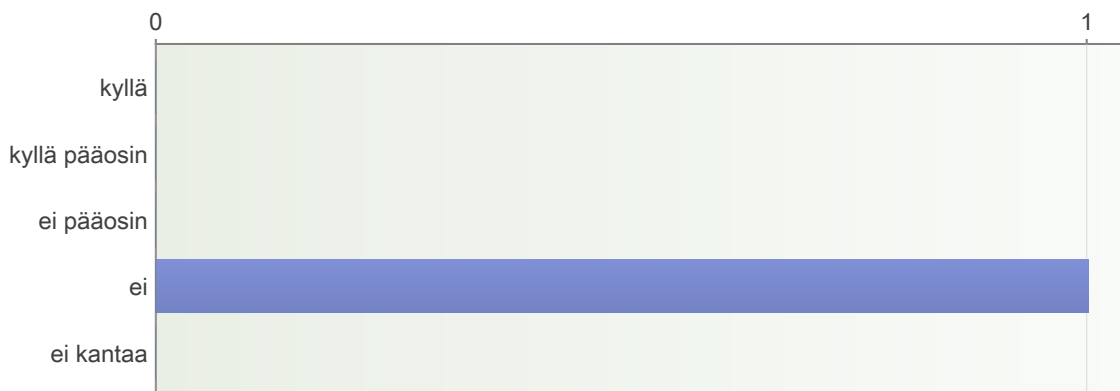 0 1
kyllä
kyllä pääosin
ei pääosin
ei
ei kantaa